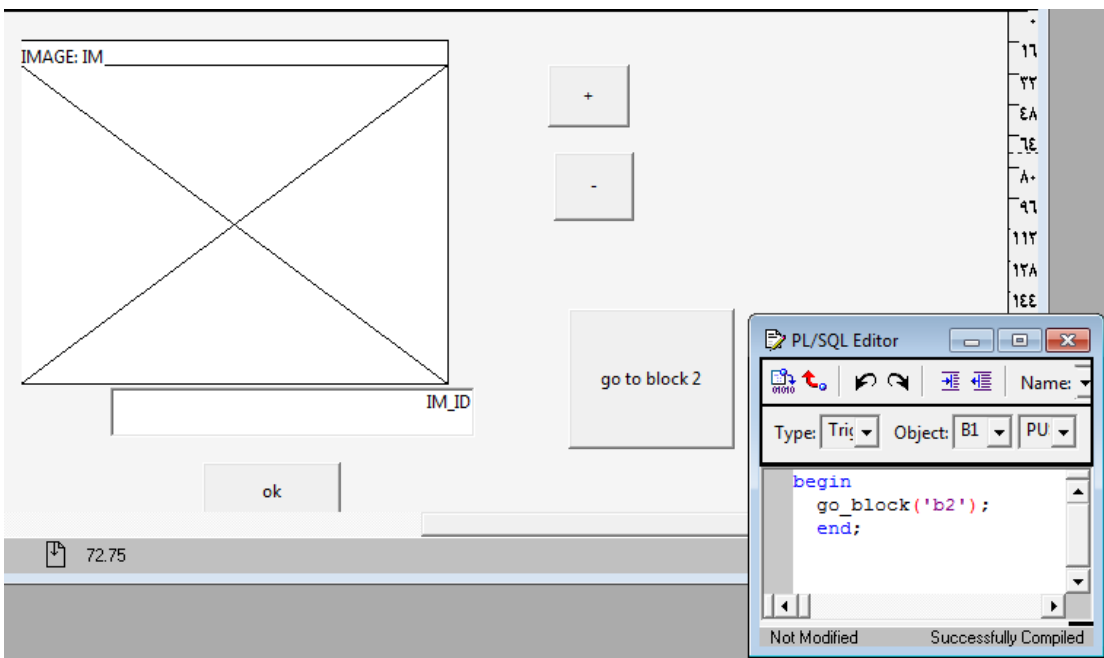 IMAGE: IM
+
-
go to block 2
IM_ID
ok
72.75
١٦
٣٢
٤٨
٦٤
٨٠
٩٦
١١٢
١٢٨
١٤٤
PL/SQL Editor
Name:
Type: Trig Object: B1 PU
begin
go_block('b2');
end;
Not Modified Successfully Compiled